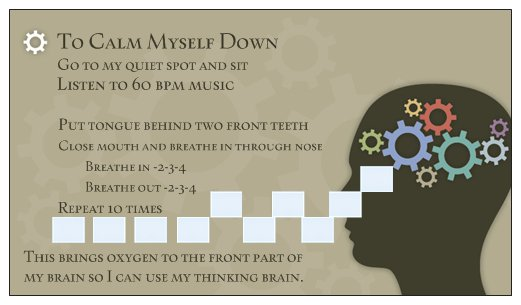 To Calm Myself Down
Go to my quiet spot and sit
Listen to 60 bpm music
Put tongue behind two front teeth
Close mouth and breathe in through nose
Breathe in -2-3-4
Breathe out -2-3-4
Repeat 10 times
This brings oxygen to the front part of
my brain so I can use my thinking brain.